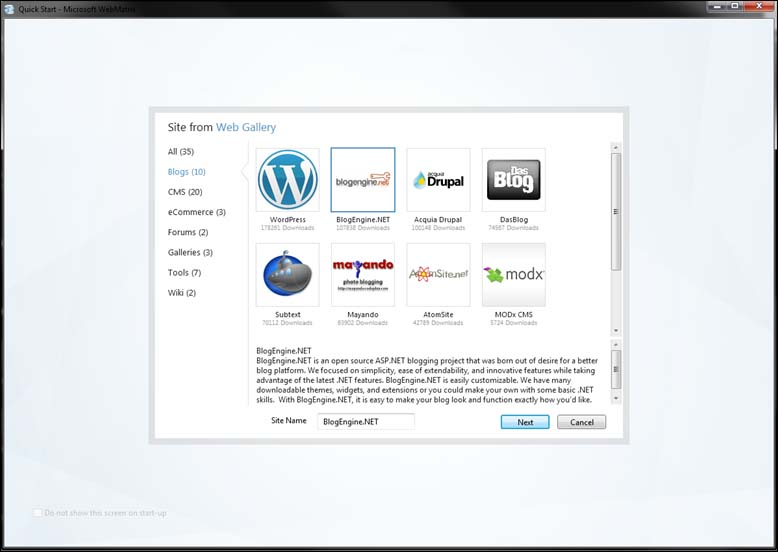 Quick Start - Microsoft WebMatrix
Site from Web Gallery
All (35)
Blogs (10)
CMS (20)
eCommerce (3)
Forums (2)
Galleries (3)
Tools (7)
Wiki (2)
blogengine.net
acquia Drupal
Das Blog
WordPress
BlogEngine.NET
Acquia Drupal
DasBlog
178261 Downloads
107838 Downloads
100148 Downloads
74567 Downloads
mayando
photo blogging
http://mayando.codeplex.com
AtomSite.net
modx
Subtext
Mayando
AtomSite
MODx CMS
70112 Downloads
63902 Downloads
42789 Downloads
5724 Downloads
BlogEngine.NET
BlogEngine.NET is an open source ASP.NET blogging project that was born out of desire for a better
blog platform. We focused on simplicity, ease of extendability, and innovative features while taking
advantage of the latest .NET features. BlogEngine.NET is easily customizable. We have many
downloadable themes, widgets, and extensions or you could make your own with some basic .NET
skills. With BlogEngine.NET, it is easy to make your blog look and function exactly how you'd like.
Site Name
BlogEngine.NET
Next
Cancel
Do not show this screen on start-up